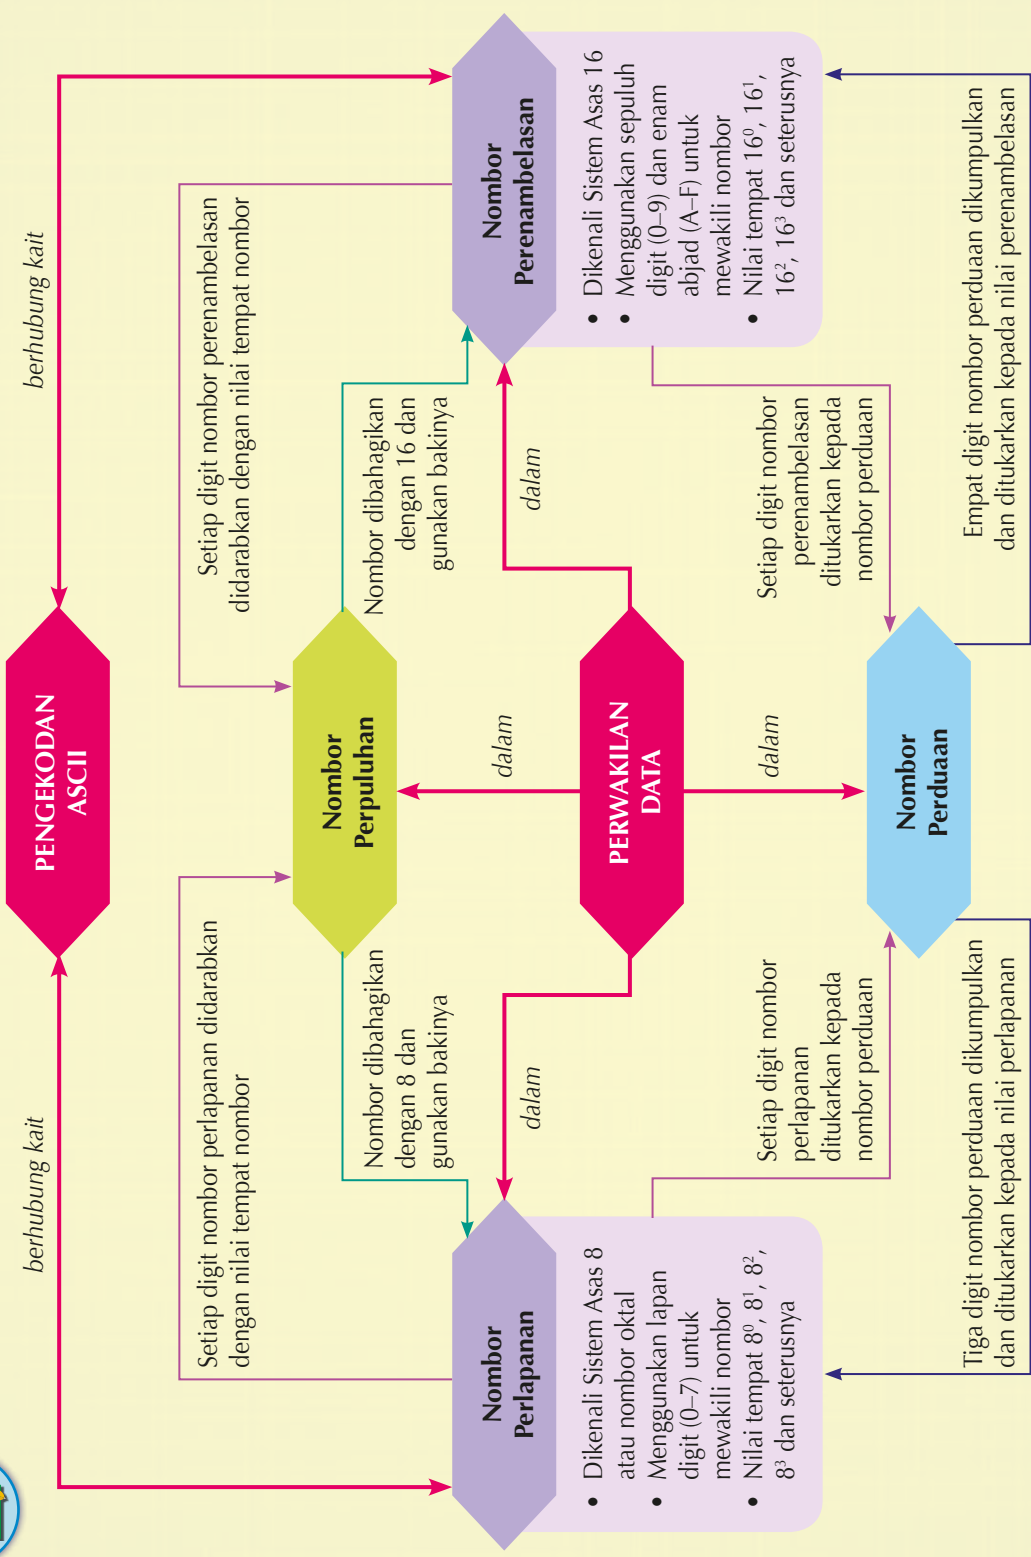 berhubung kait
berhubung kait
PENGEKODAN
ASCII
Setiap digit nombor perlapanan didarabkan
dengan nilai tempat nombor
Setiap digit nombor perenambelasan
didarabkan dengan nilai tempat nombor
Nombor
Perpuluhan
Nombor dibahagikan
dengan 8 dan
gunakan bakinya
Nombor dibahagikan
dengan 16 dan
gunakan bakinya
Nombor
Perlapanan
• Dikenali Sistem Asas 8
atau nombor oktal
• Menggunakan lapan
digit (0–7) untuk
mewakili nombor
• Nilai tempat 8⁰, 8¹, 8²,
8³ dan seterusnya
dalam
dalam
dalam
dalam
PERWAKILAN
DATA
Nombor
Perenambelasan
• Dikenali Sistem Asas 16
• Menggunakan sepuluh
digit (0–9) dan enam
abjad (A–F) untuk
mewakili nombor
• Nilai tempat 16⁰, 16¹,
16², 16³ dan seterusnya
Setiap digit nombor
perlapanan
ditukarkan kepada
nombor perduaan
Setiap digit nombor
perenambelasan
ditukarkan kepada
nombor perduaan
Nombor
Perduaan
Tiga digit nombor perduaan dikumpulkan
dan ditukarkan kepada nilai perlapanan
Empat digit nombor perduaan dikumpulkan
dan ditukarkan kepada nilai perenambelasan